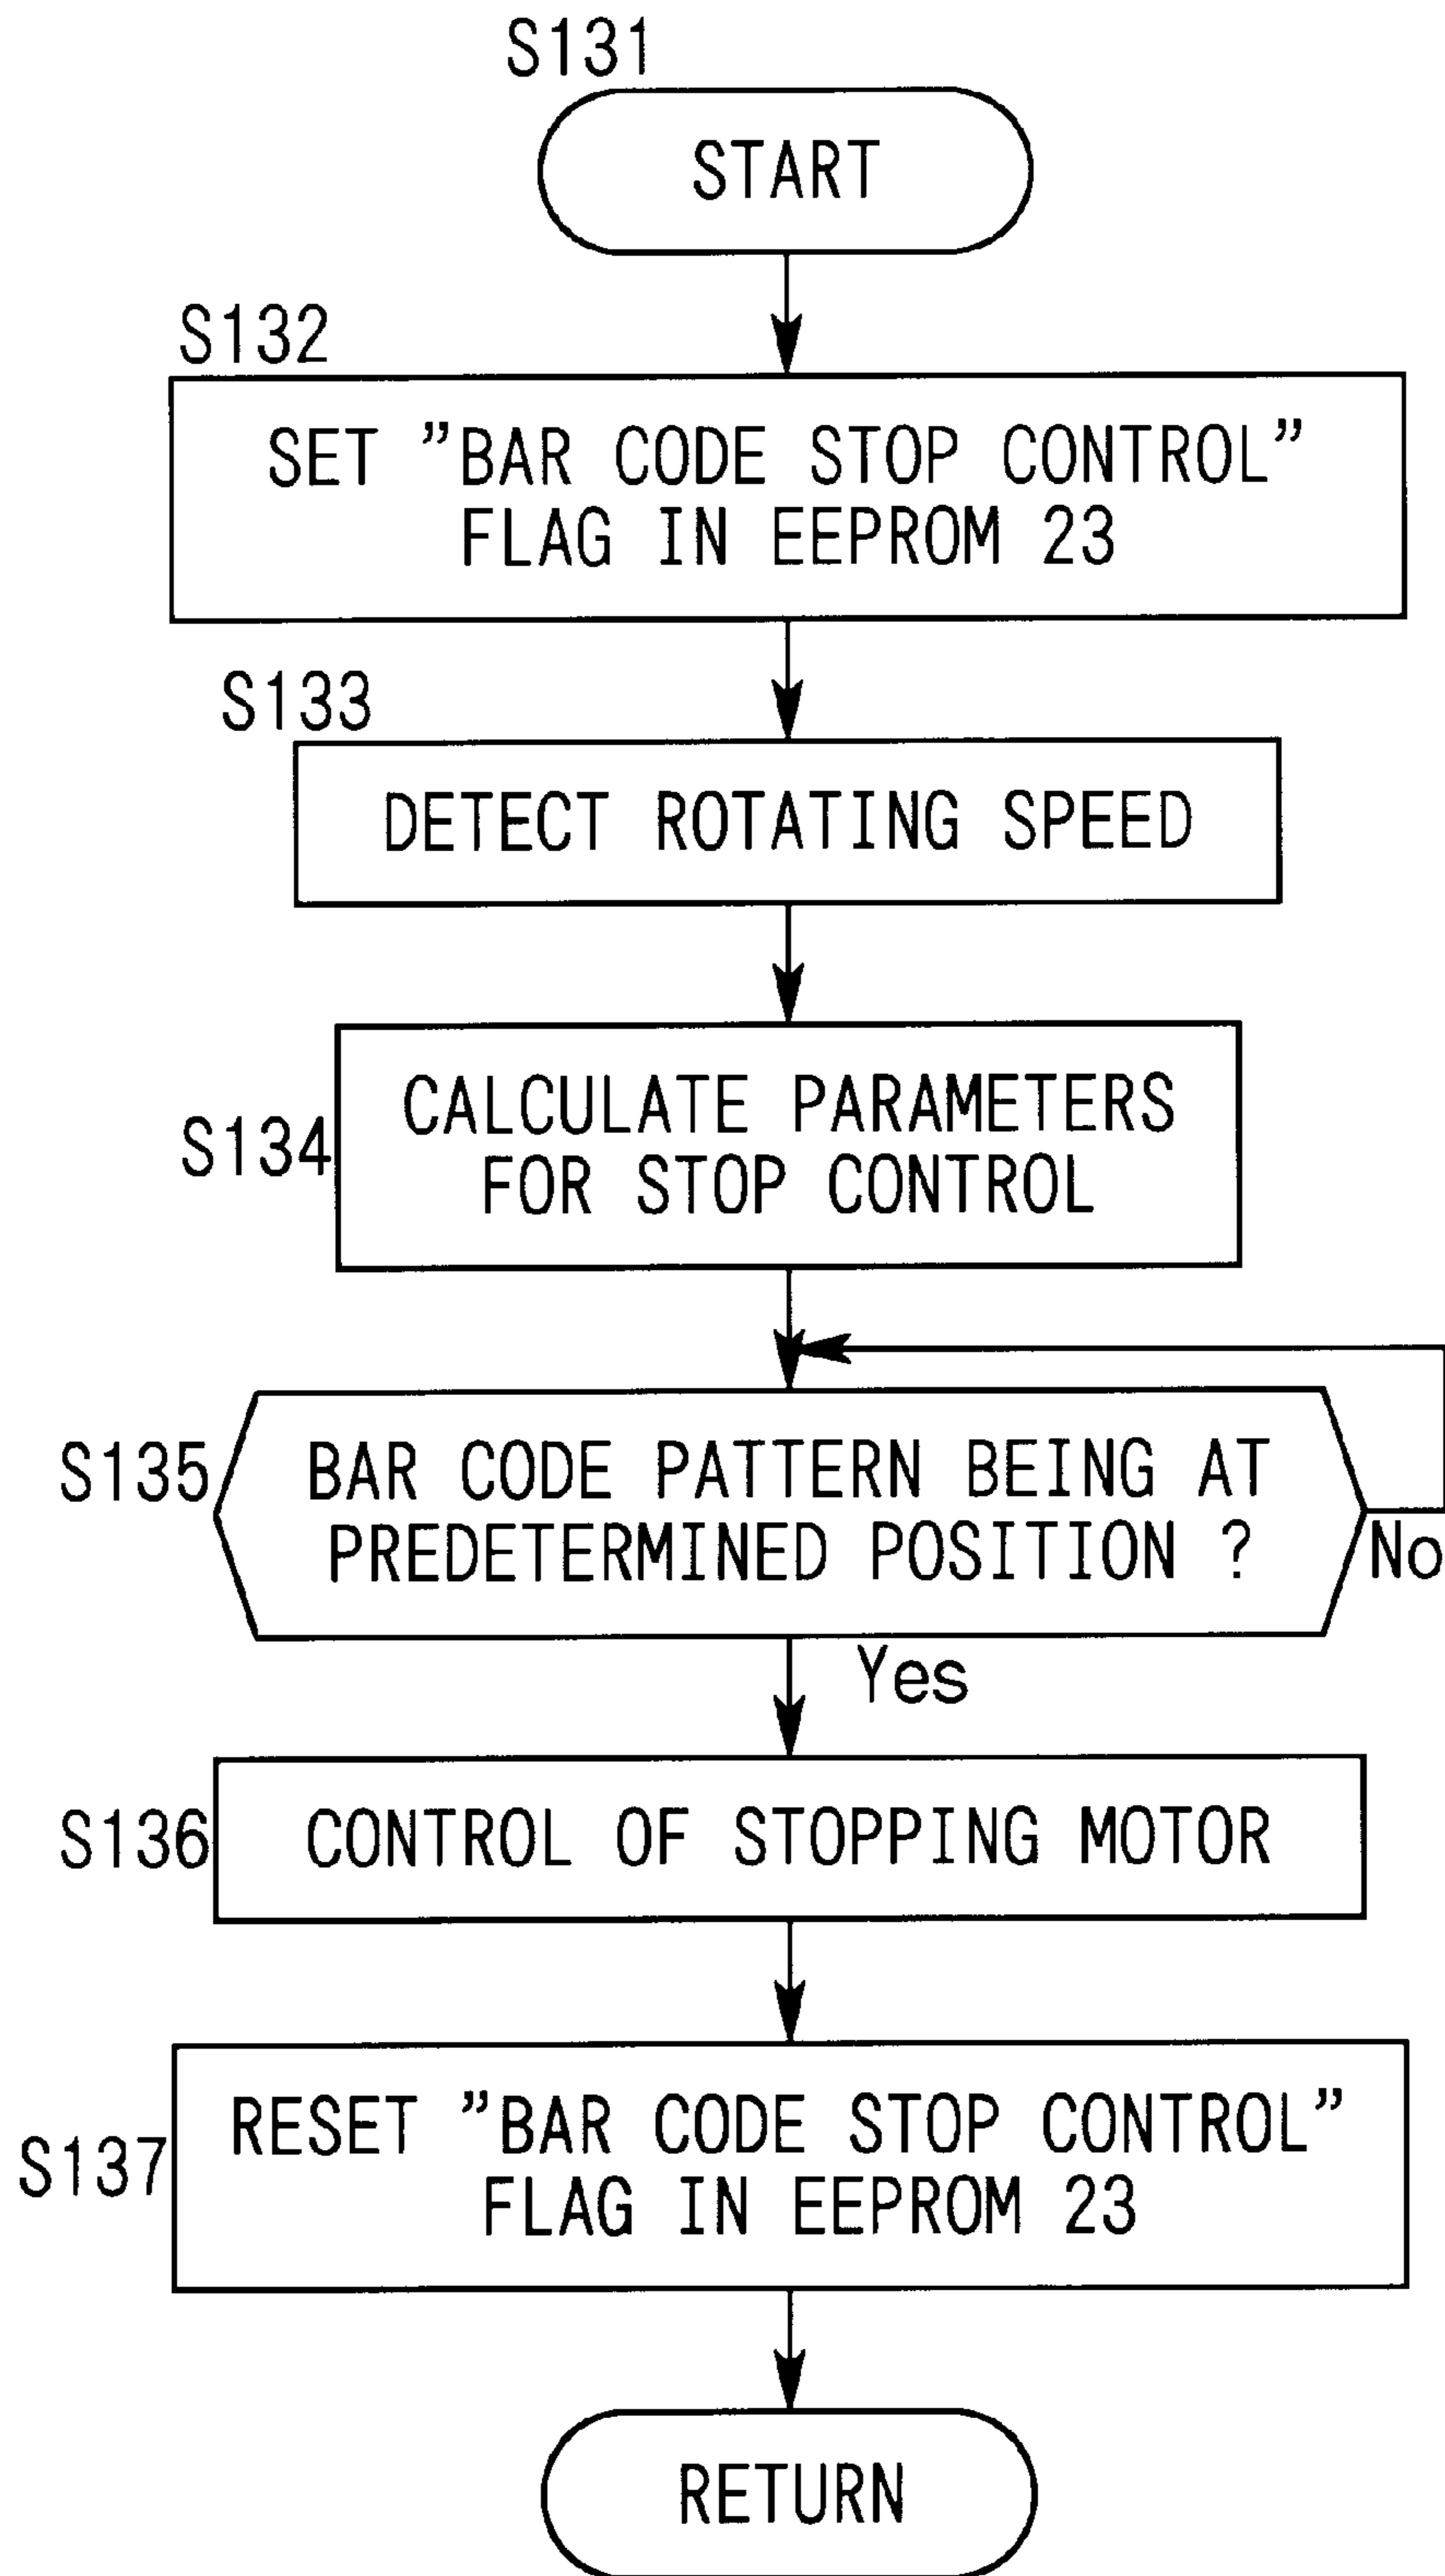 S131
START
S132
SET ”BAR CODE STOP CONTROL”
FLAG IN EEPROM 23
S133
DETECT ROTATING SPEED
S134
CALCULATE PARAMETERS
FOR STOP CONTROL
S135
BAR CODE PATTERN BEING AT
PREDETERMINED POSITION ?
No
Yes
S136
CONTROL OF STOPPING MOTOR
S137
RESET ”BAR CODE STOP CONTROL”
FLAG IN EEPROM 23
RETURN